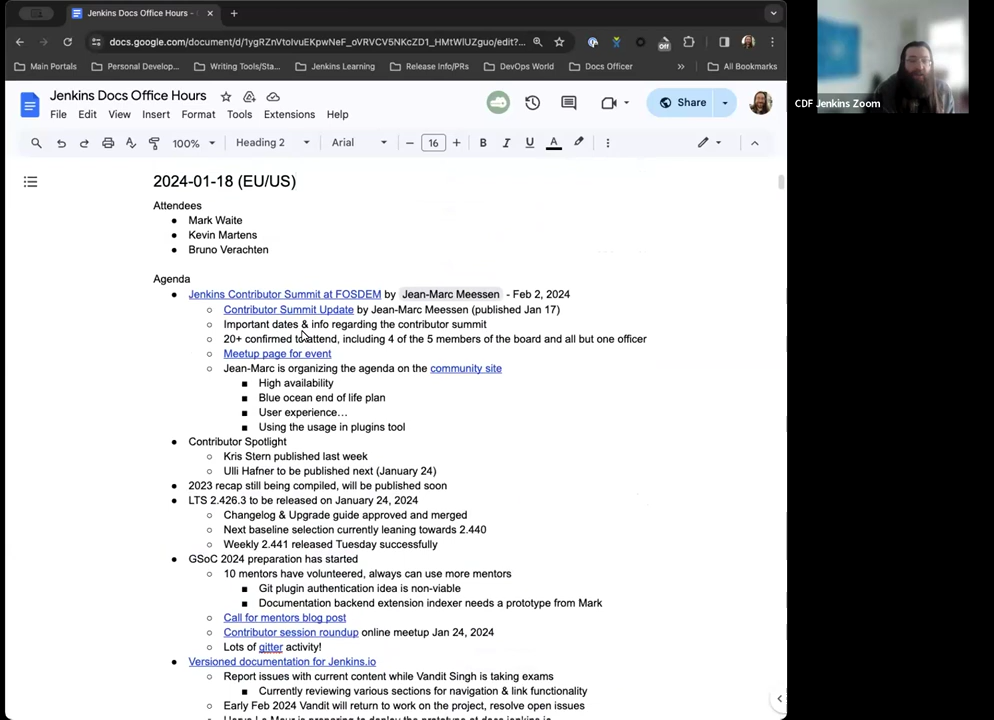 Jenkins Docs Office Hours -
docs.google.com/document/d/1ygRZnVtoIvuEKpwNeF_oVRVCV5NKcZD1_HMtWlUZguo/edit?...
Main Portals
Personal Develop...
Writing Tools/Sta...
Jenkins Learning
Release Info/PRs
DevOps World
Docs Officer
»
All Bookmarks
Off
CDF Jenkins Zoom
Jenkins Docs Office Hours
File Edit View Insert Format Tools Extensions Help
Share
100% Heading 2 Arial 16 B I U A
2024-01-18 (EU/US)
Attendees
Mark Waite
Kevin Martens
Bruno Verachten
Agenda
Jenkins Contributor Summit at FOSDEM by Jean-Marc Meessen - Feb 2, 2024
Contributor Summit Update by Jean-Marc Meessen (published Jan 17)
Important dates & info regarding the contributor summit
20+ confirmed to attend, including 4 of the 5 members of the board and all but one officer
Meetup page for event
Jean-Marc is organizing the agenda on the community site
High availability
Blue ocean end of life plan
User experience…
Using the usage in plugins tool
Contributor Spotlight
Kris Stern published last week
Ulli Hafner to be published next (January 24)
2023 recap still being compiled, will be published soon
LTS 2.426.3 to be released on January 24, 2024
Changelog & Upgrade guide approved and merged
Next baseline selection currently leaning towards 2.440
Weekly 2.441 released Tuesday successfully
GSoC 2024 preparation has started
10 mentors have volunteered, always can use more mentors
Git plugin authentication idea is non-viable
Documentation backend extension indexer needs a prototype from Mark
Call for mentors blog post
Contributor session roundup online meetup Jan 24, 2024
Lots of gitter activity!
Versioned documentation for Jenkins.io
Report issues with current content while Vandit Singh is taking exams
Currently reviewing various sections for navigation & link functionality
Early Feb 2024 Vandit will return to work on the project, resolve open issues